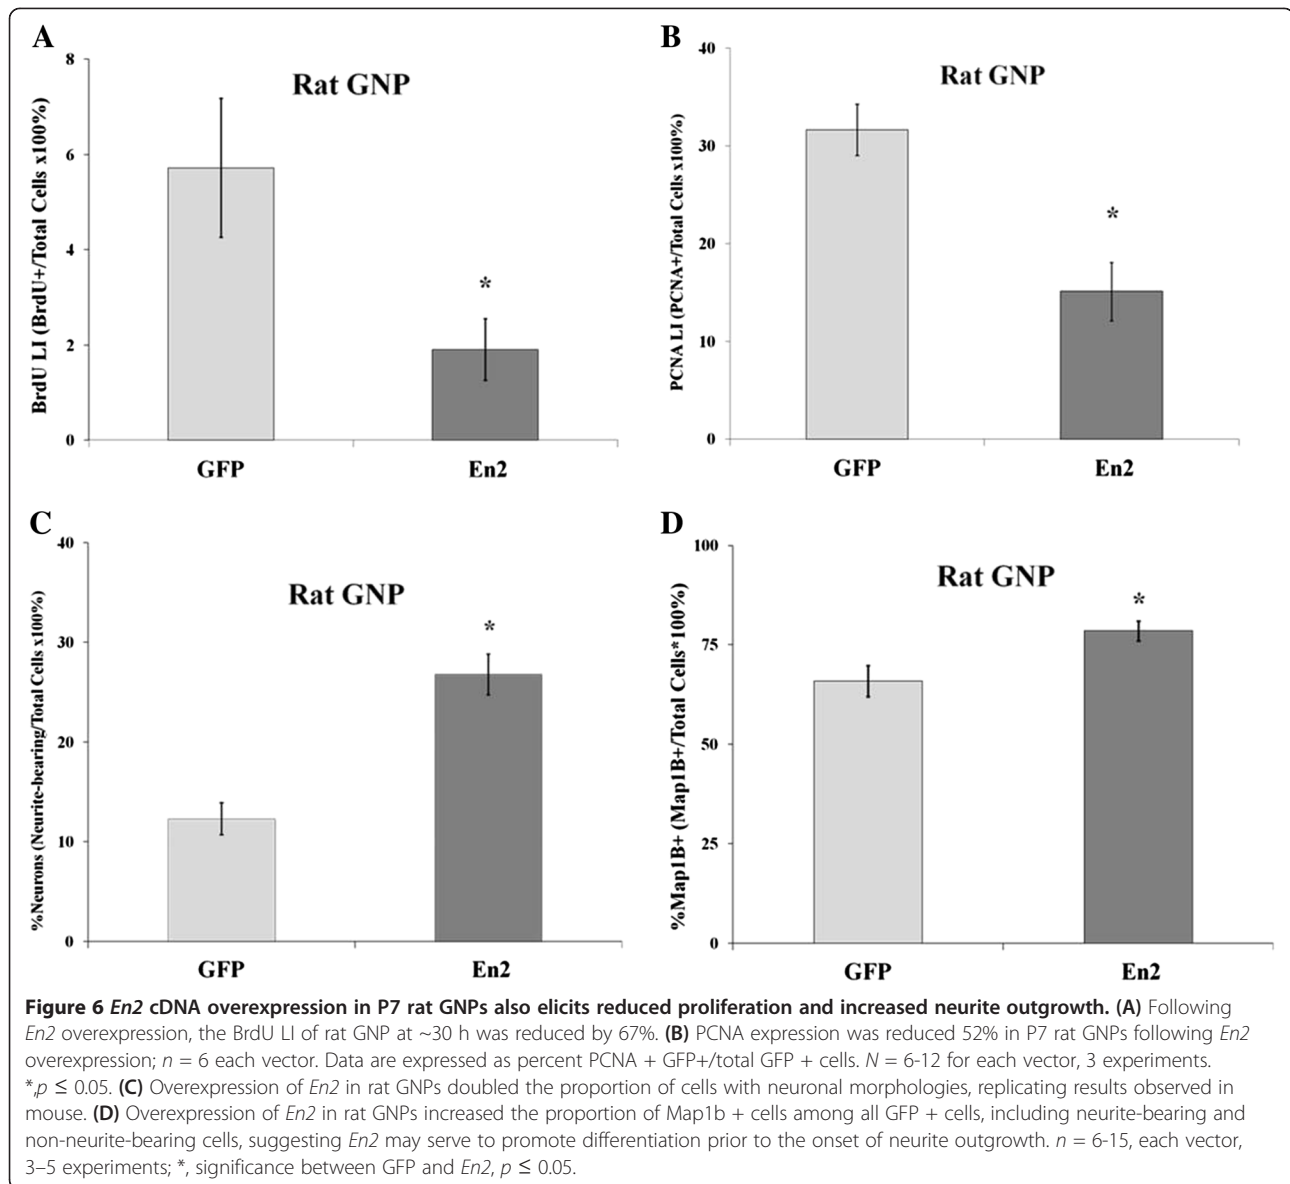 A
Rat GNP
BrdU LI (BrdU+/Total Cells x100%)
8
6
4
2
0
GFP
En2
*
B
Rat GNP
PCNA LI (PCNA+/Total Cells x100%)
40
30
20
10
0
GFP
En2
*
C
Rat GNP
%Neurons (Neurite-bearing/Total Cells x100%)
40
30
20
10
0
GFP
En2
*
D
Rat GNP
%Map1B+ (Map1B+/Total Cells*100%)
100
75
50
25
0
GFP
En2
*
Figure 6 En2 cDNA overexpression in P7 rat GNPs also elicits reduced proliferation and increased neurite outgrowth. (A) Following
En2 overexpression, the BrdU LI of rat GNP at ~30 h was reduced by 67%. (B) PCNA expression was reduced 52% in P7 rat GNPs following En2
overexpression; n = 6 each vector. Data are expressed as percent PCNA + GFP+/total GFP + cells. N = 6-12 for each vector, 3 experiments.
*,p ≤ 0.05. (C) Overexpression of En2 in rat GNPs doubled the proportion of cells with neuronal morphologies, replicating results observed in
mouse. (D) Overexpression of En2 in rat GNPs increased the proportion of Map1b + cells among all GFP + cells, including neurite-bearing and
non-neurite-bearing cells, suggesting En2 may serve to promote differentiation prior to the onset of neurite outgrowth. n = 6-15, each vector,
3–5 experiments; *, significance between GFP and En2, p ≤ 0.05.